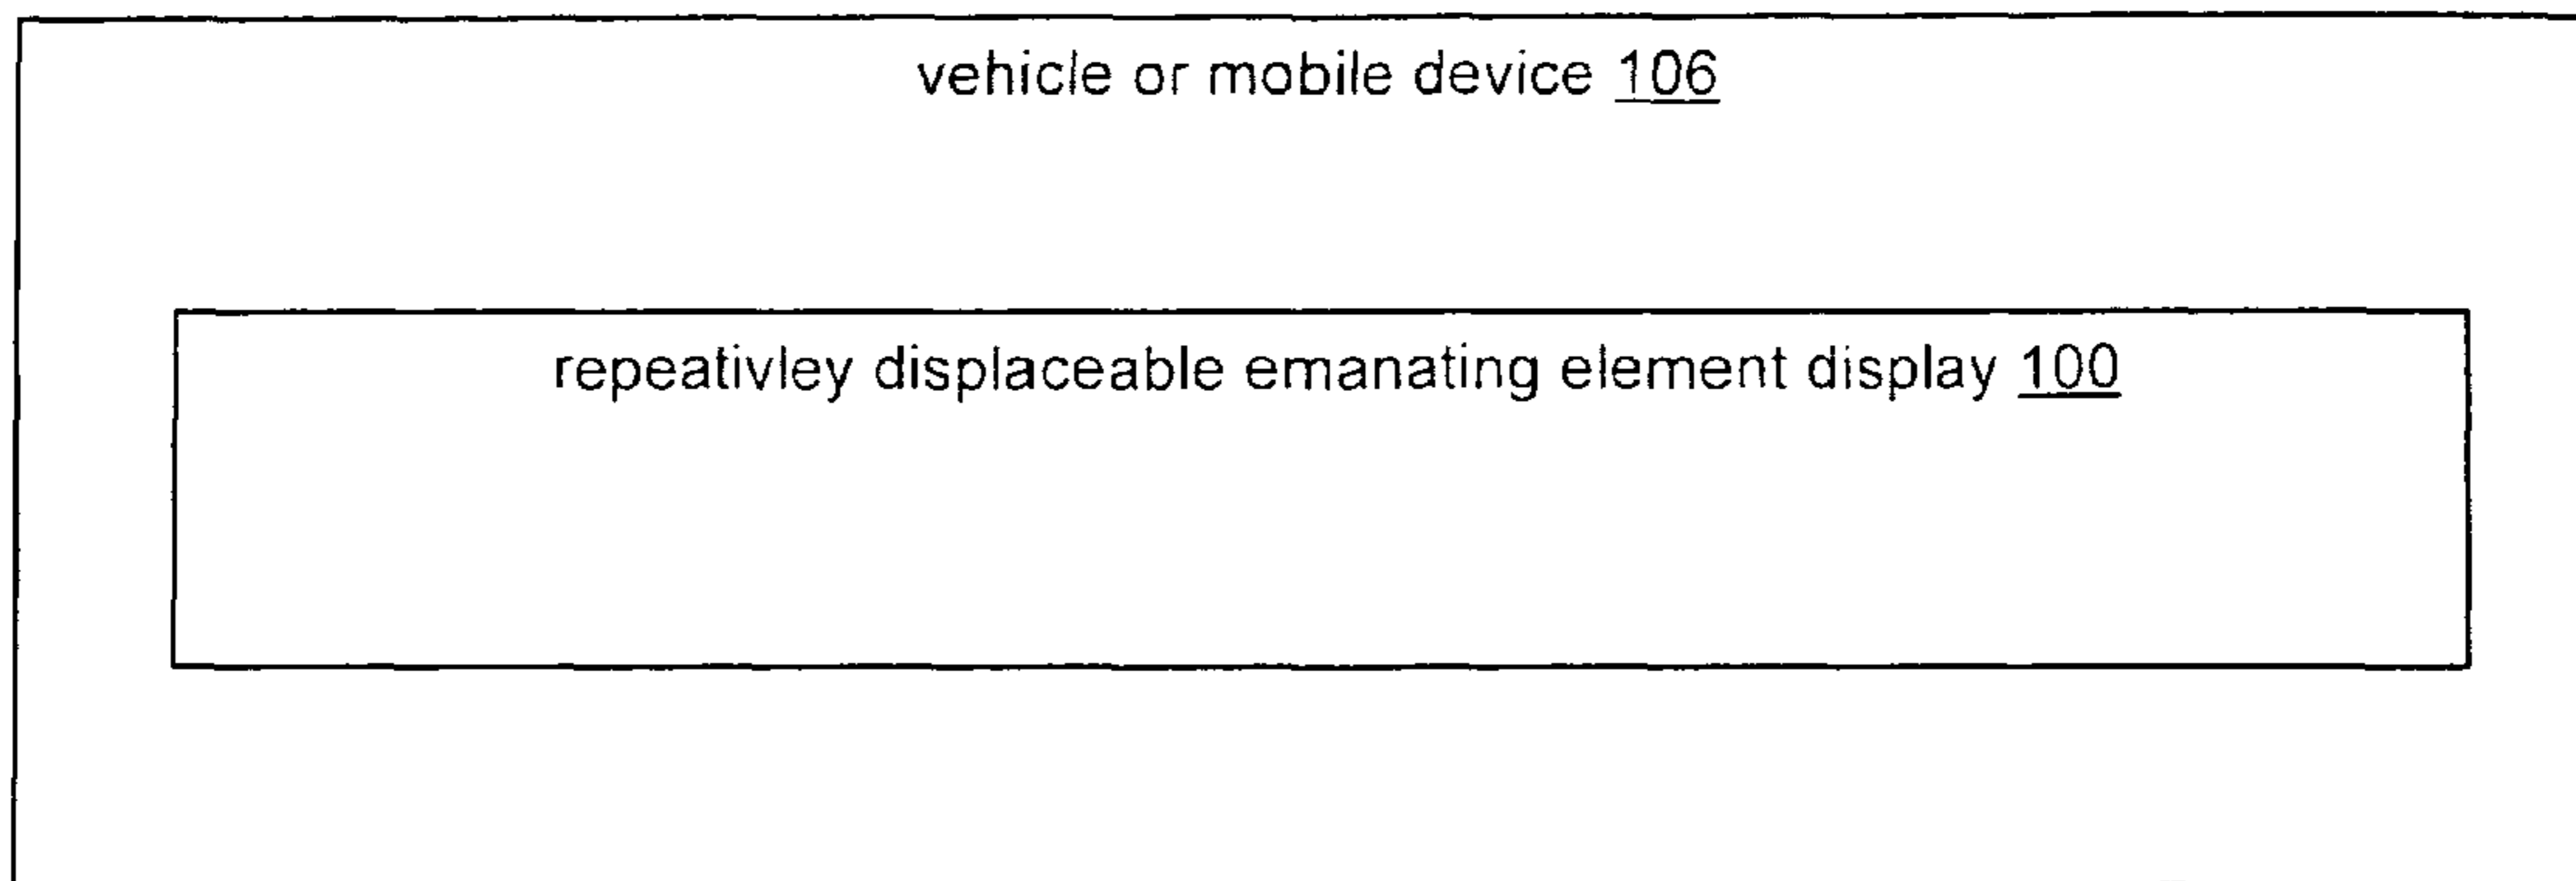 vehicle or mobile device 106
repeativley displaceable emanating element display 100